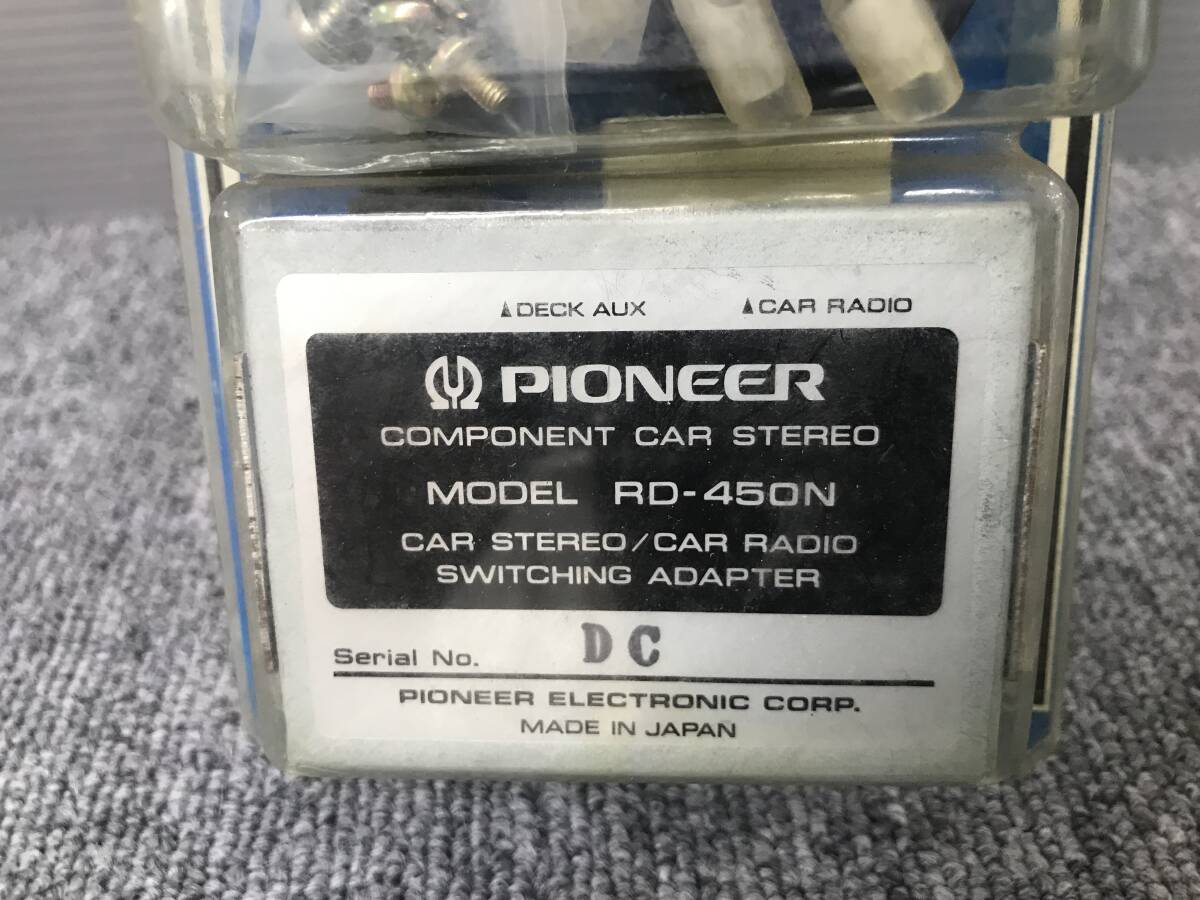 ▲DECK AUX ▲CAR RADIO
PIONEER
COMPONENT CAR STEREO
MODEL RD-450N
CAR STEREO/CAR RADIO
SWITCHING ADAPTER
Serial No. DC
PIONEER ELECTRONIC CORP.
MADE IN JAPAN